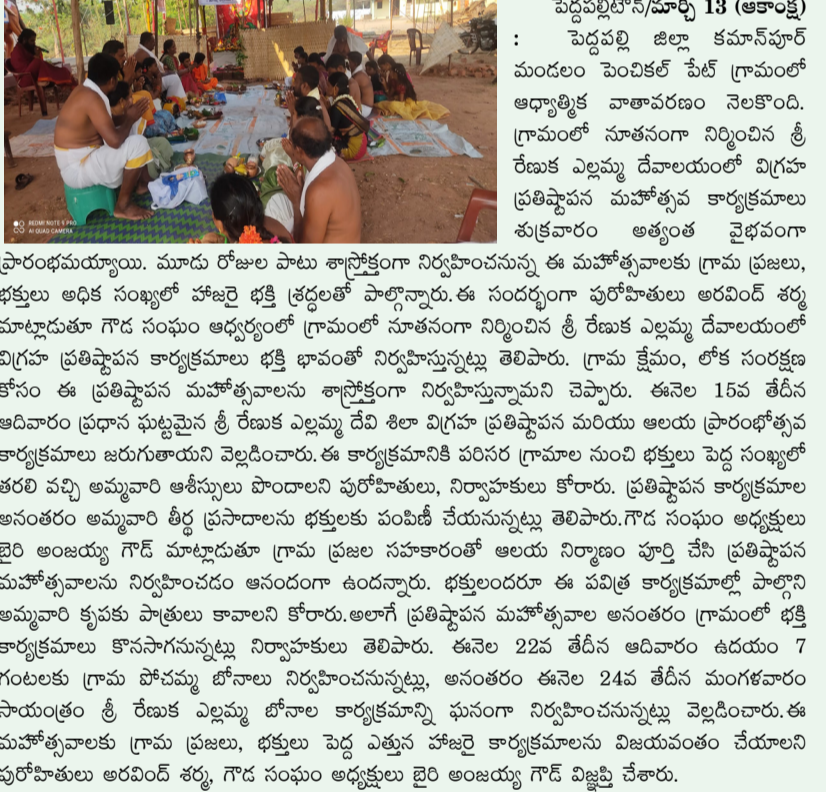 REDMI NOTE 9 PRO
AI QUAD CAMERA
పెద్దపల్లిటౌన్/మార్చి 13 (ఆకాంక్ష)
: పెద్దపల్లి జిల్లా కమాన్‌పూర్
మండలం పెంచికల్ పేట్ గ్రామంలో
ఆధ్యాత్మిక వాతావరణం నెలకొంది.
గ్రామంలో నూతనంగా నిర్మించిన శ్రీ
రేణుక ఎల్లమ్మ దేవాలయంలో విగ్రహ
ప్రతిష్టాపన మహోత్సవ కార్యక్రమాలు
శుక్రవారం అత్యంత వైభవంగా
ప్రారంభమయ్యాయి. మూడు రోజుల పాటు శాస్త్రోక్తంగా నిర్వహించనున్న ఈ మహోత్సవాలకు గ్రామ ప్రజలు,
భక్తులు అధిక సంఖ్యలో హాజరై భక్తి శ్రద్ధలతో పాల్గొన్నారు.ఈ సందర్భంగా పురోహితులు అరవింద్ శర్మ
మాట్లాడుతూ గౌడ సంఘం ఆధ్వర్యంలో గ్రామంలో నూతనంగా నిర్మించిన శ్రీ రేణుక ఎల్లమ్మ దేవాలయంలో
విగ్రహ ప్రతిష్టాపన కార్యక్రమాలు భక్తి భావంతో నిర్వహిస్తున్నట్లు తెలిపారు. గ్రామ క్షేమం, లోక సంరక్షణ
కోసం ఈ ప్రతిష్టాపన మహోత్సవాలను శాస్త్రోక్తంగా నిర్వహిస్తున్నామని చెప్పారు. ఈనెల 15వ తేదీన
ఆదివారం ప్రధాన ఘట్టమైన శ్రీ రేణుక ఎల్లమ్మ దేవి శిలా విగ్రహ ప్రతిష్టాపన మరియు ఆలయ ప్రారంభోత్సవ
కార్యక్రమాలు జరుగుతాయని వెల్లడించారు.ఈ కార్యక్రమానికి పరిసర గ్రామాల నుంచి భక్తులు పెద్ద సంఖ్యలో
తరలి వచ్చి అమ్మవారి ఆశీస్సులు పొందాలని పురోహితులు, నిర్వాహకులు కోరారు. ప్రతిష్టాపన కార్యక్రమాల
అనంతరం అమ్మవారి తీర్థ ప్రసాదాలను భక్తులకు పంపిణీ చేయనున్నట్లు తెలిపారు.గౌడ సంఘం అధ్యక్షులు
బైరి అంజయ్య గౌడ్ మాట్లాడుతూ గ్రామ ప్రజల సహకారంతో ఆలయ నిర్మాణం పూర్తి చేసి ప్రతిష్టాపన
మహోత్సవాలను నిర్వహించడం ఆనందంగా ఉందన్నారు. భక్తులందరూ ఈ పవిత్ర కార్యక్రమాల్లో పాల్గొని
అమ్మవారి కృపకు పాత్రులు కావాలని కోరారు.అలాగే ప్రతిష్టాపన మహోత్సవాల అనంతరం గ్రామంలో భక్తి
కార్యక్రమాలు కొనసాగనున్నట్లు నిర్వాహకులు తెలిపారు. ఈనెల 22వ తేదీన ఆదివారం ఉదయం 7
గంటలకు గ్రామ పోచమ్మ బోనాలు నిర్వహించనున్నట్లు, అనంతరం ఈనెల 24వ తేదీన మంగళవారం
సాయంత్రం శ్రీ రేణుక ఎల్లమ్మ బోనాల కార్యక్రమాన్ని ఘనంగా నిర్వహించనున్నట్లు వెల్లడించారు.ఈ
మహోత్సవాలకు గ్రామ ప్రజలు, భక్తులు పెద్ద ఎత్తున హాజరై కార్యక్రమాలను విజయవంతం చేయాలని
పురోహితులు అరవింద్ శర్మ, గౌడ సంఘం అధ్యక్షులు బైరి అంజయ్య గౌడ్ విజ్ఞప్తి చేశారు.